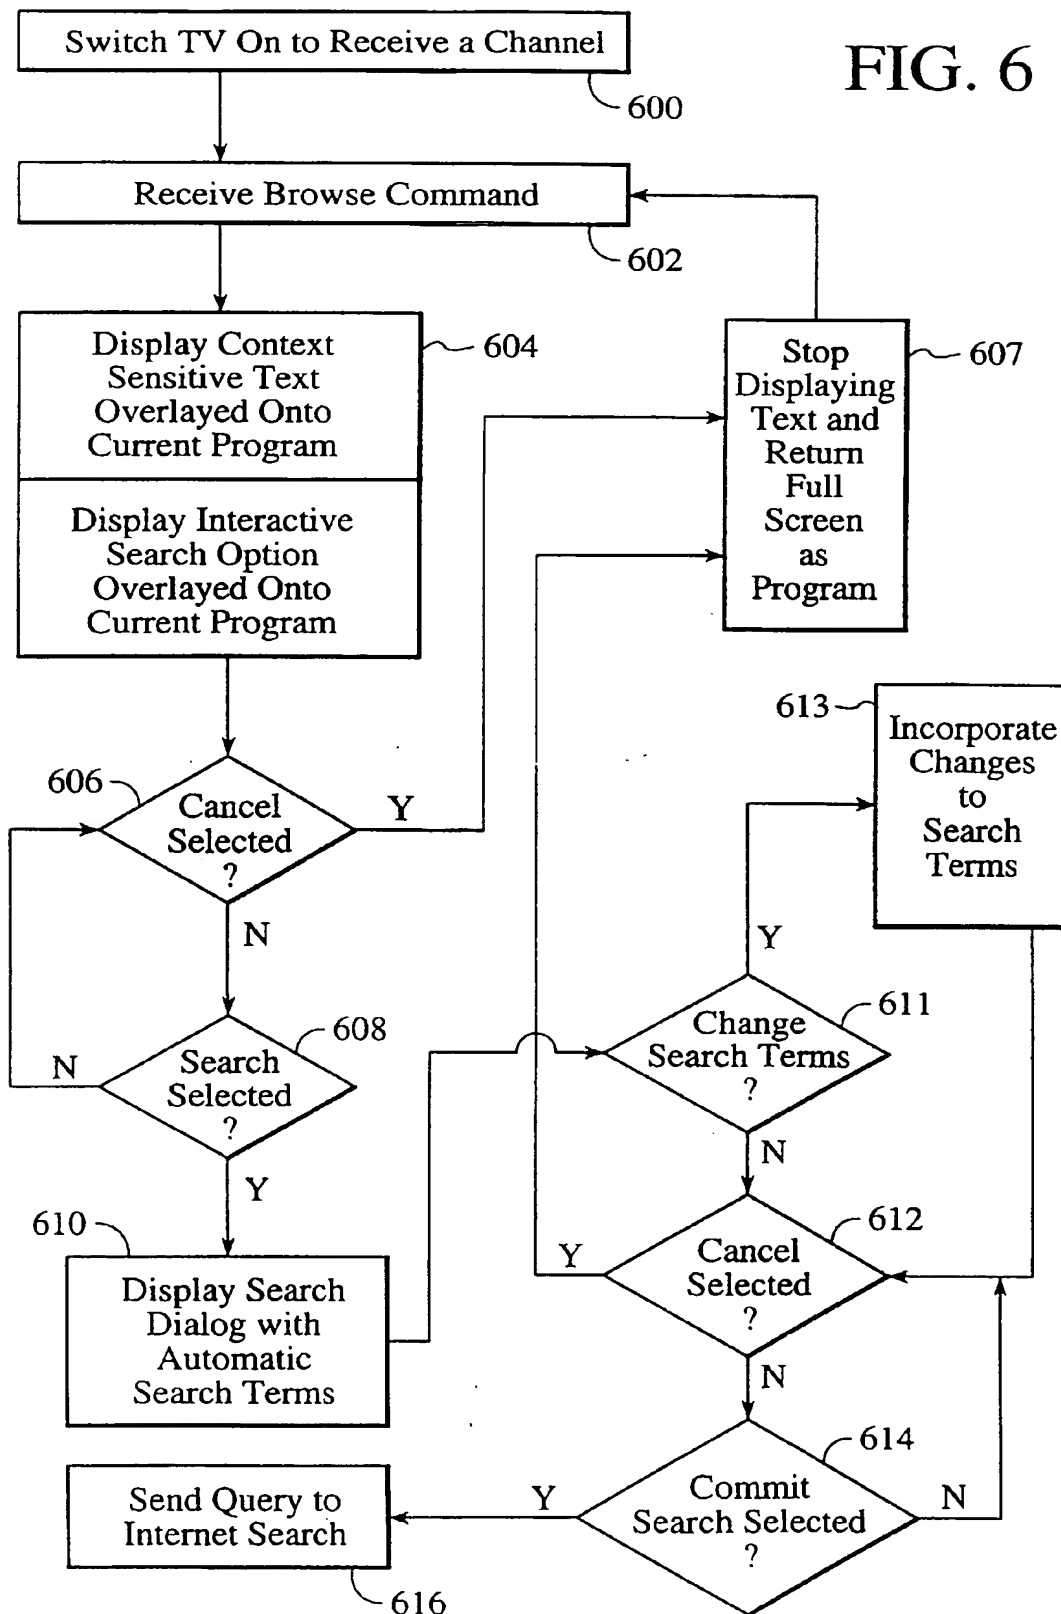 FIG. 6
Switch TV On to Receive a Channel
600
Receive Browse Command
602
Display Context
Sensitive Text
Overlayed Onto
Current Program
604
Display Interactive
Search Option
Overlayed Onto
Current Program
Stop
Displaying
Text and
Return
Full
Screen
as
Program
607
606
Cancel
Selected
?
Y
N
613
Incorporate
Changes
to
Search
Terms
608
Search
Selected
?
N
Y
611
Change
Search Terms
?
Y
N
610
Display Search
Dialog with
Automatic
Search Terms
612
Cancel
Selected
?
Y
N
614
Commit
Search Selected
?
Y
N
Send Query to
Internet Search
616